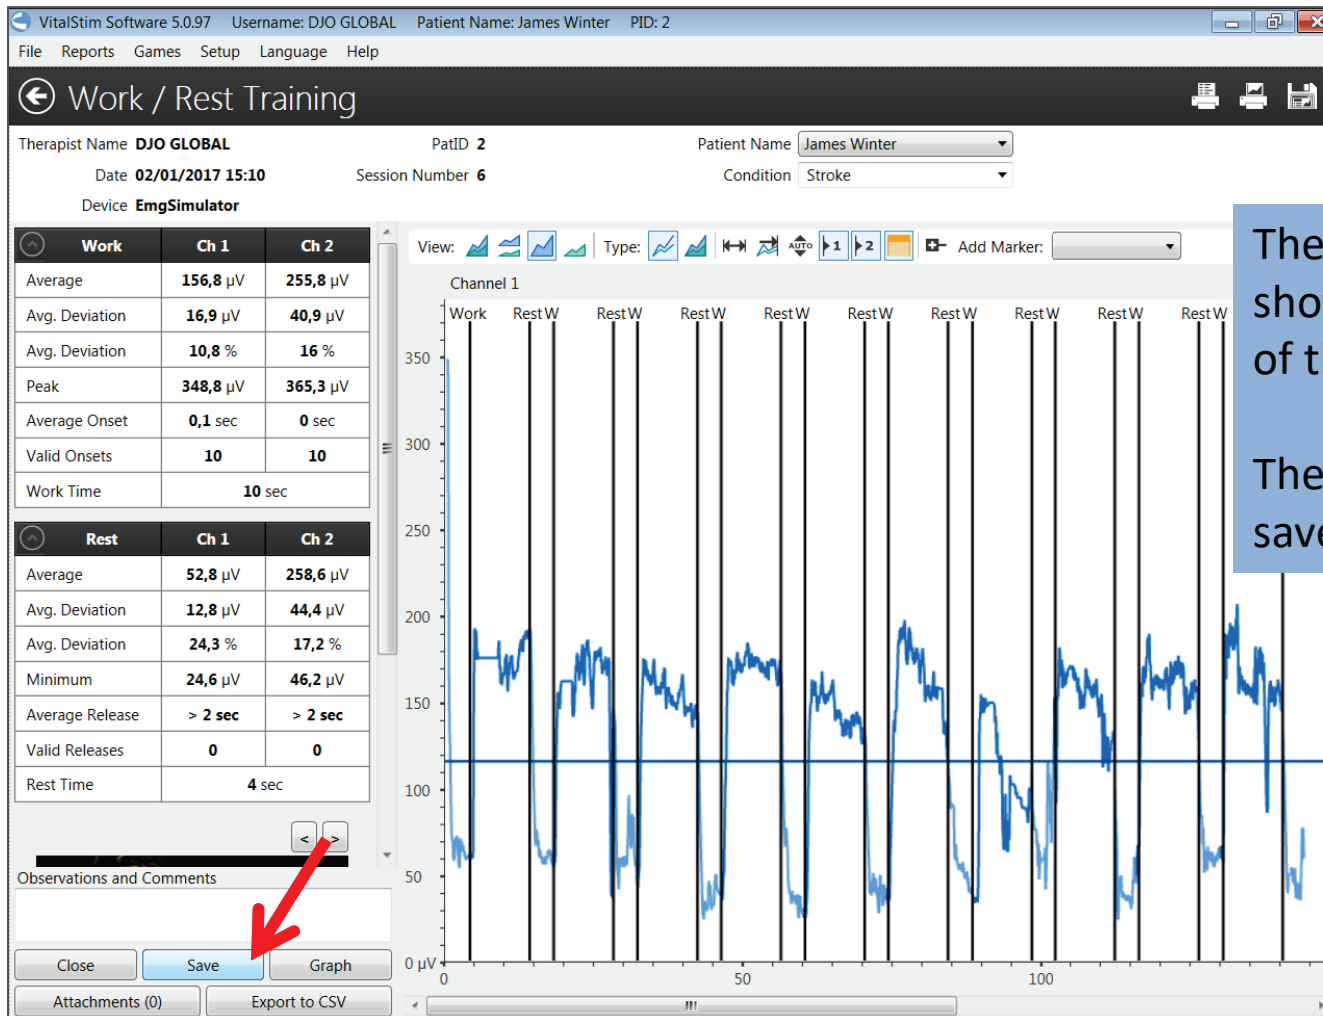 VitalStim Software 5.0.97 Username: DJO GLOBAL Patient Name: James Winter PID: 2
File Reports Games Setup Language Help
Work / Rest Training
Therapist Name DJO GLOBAL PatID 2 Patient Name James Winter
Date 02/01/2017 15:10 Session Number 6 Condition Stroke
Device EmgSimulator
Work Ch 1 Ch 2
Average 156,8 µV 255,8 µV
Avg. Deviation 16,9 µV 40,9 µV
Avg. Deviation 10,8 % 16 %
Peak 348,8 µV 365,3 µV
Average Onset 0,1 sec 0 sec
Valid Onsets 10 10
Work Time 10 sec
Rest Ch 1 Ch 2
Average 52,8 µV 258,6 µV
Avg. Deviation 12,8 µV 44,4 µV
Avg. Deviation 24,3 % 17,2 %
Minimum 24,6 µV 46,2 µV
Average Release > 2 sec > 2 sec
Valid Releases 0 0
Rest Time 4 sec
< >
Observations and Comments
Close Save Graph
Attachments (0) Export to CSV
View: Type: AUTO 1 2 Add Marker:
Channel 1
Work Rest W Rest W Rest W Rest W Rest W Rest W Rest W Rest W Rest W
350
300
250
200
150
100
50
0 µV
0 50 100
The
sho
of t
The
save